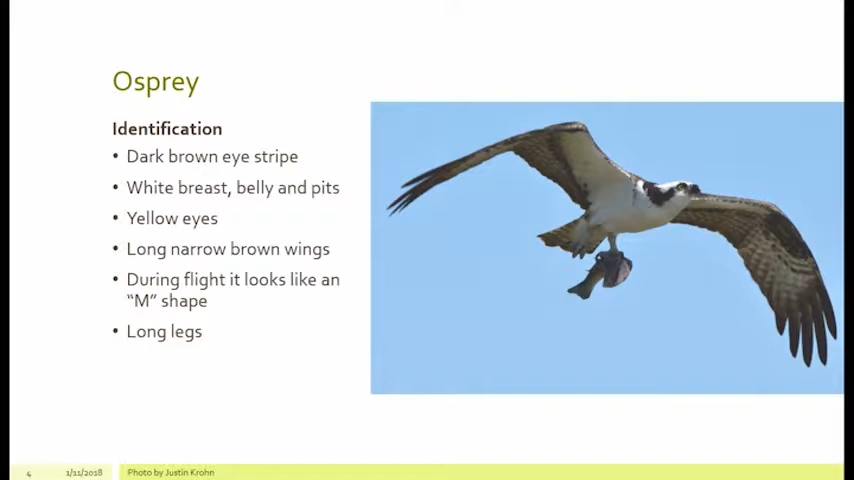 Osprey
Identification
• Dark brown eye stripe
• White breast, belly and pits
• Yellow eyes
• Long narrow brown wings
• During flight it looks like an
“M” shape
• Long legs
4 1/11/2018 Photo by Justin Krohn